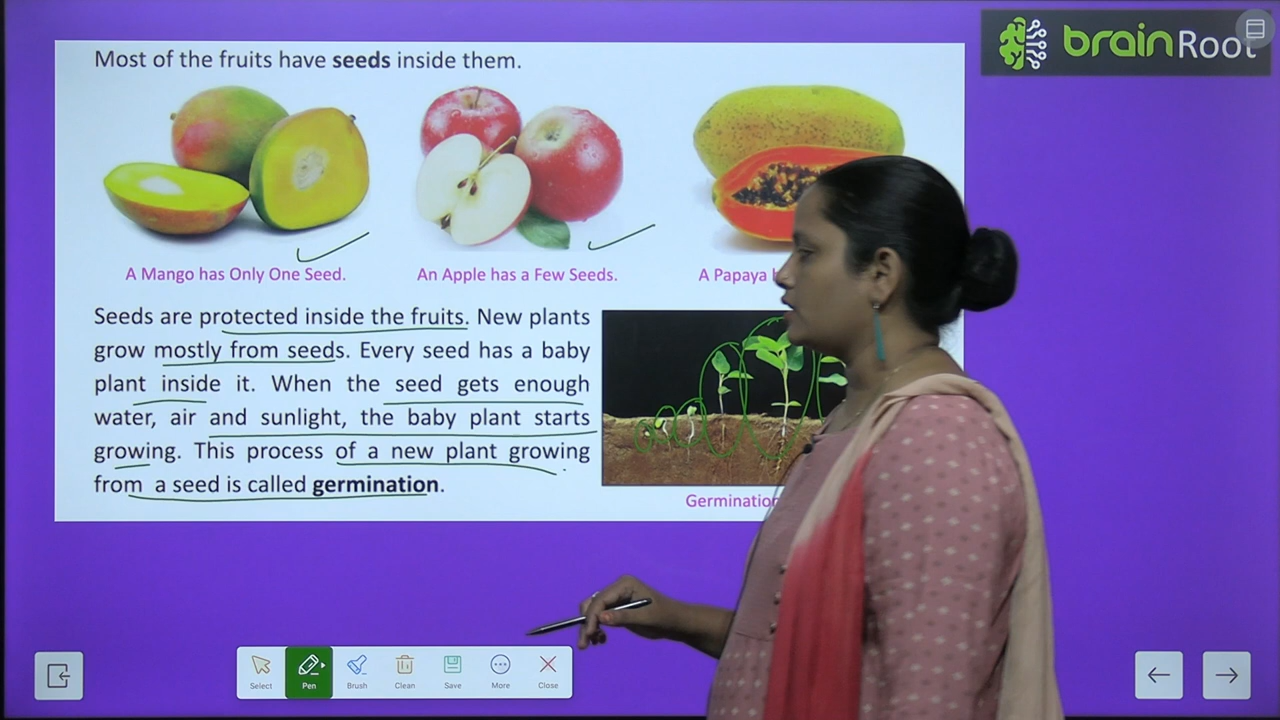 brainRoot
Most of the fruits have seeds inside them.
A Mango has Only One Seed.
An Apple has a Few Seeds.
A Papaya
Seeds are protected inside the fruits. New plants
grow mostly from seeds. Every seed has a baby
plant inside it. When the seed gets enough
water, air and sunlight, the baby plant starts
growing. This process of a new plant growing
from a seed is called germination.
Germination
Select
Pen
Brush
Clean
Save
More
Close